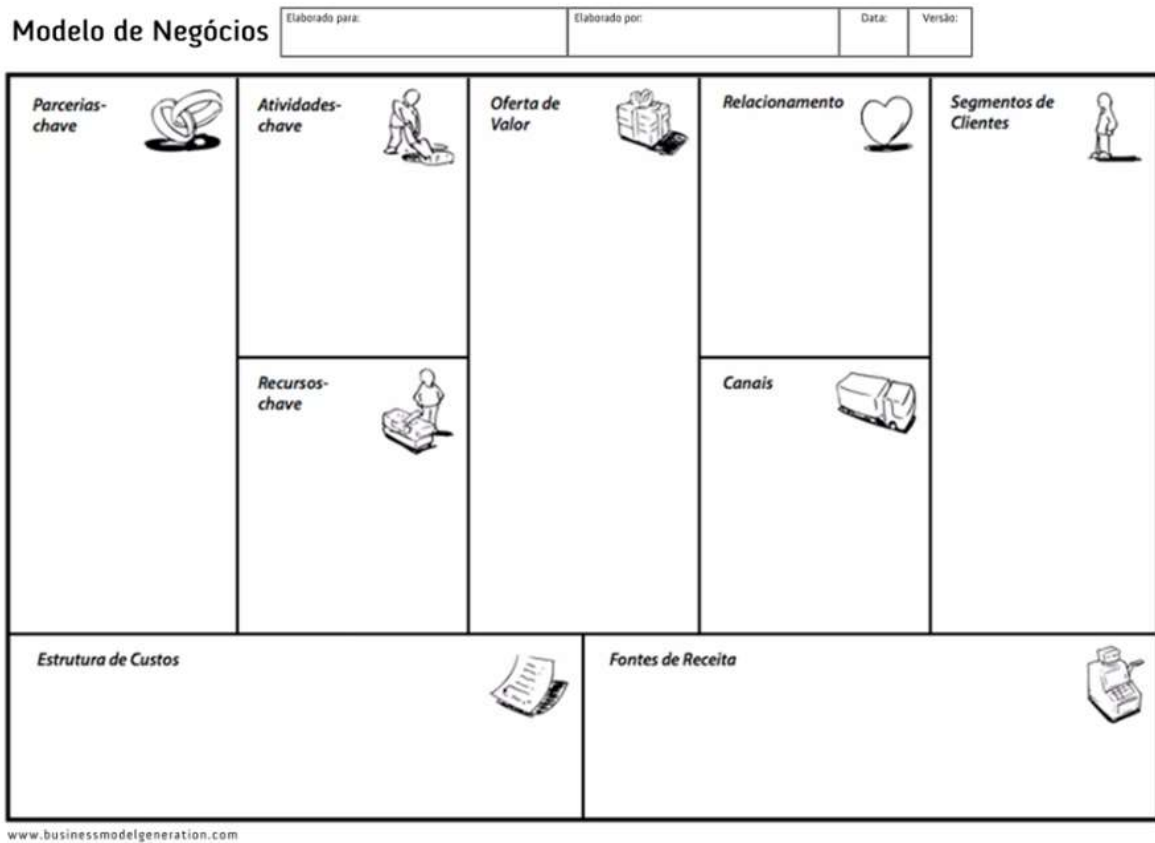 Modelo de Negócios
Elaborado para:
Elaborado por:
Data:
Versão:
Parcerias-
chave
Atividades-
chave
Oferta de
Valor
Relacionamento
Segmentos de
Clientes
Recursos-
chave
Canais
Estrutura de Custos
Fontes de Receita
www.businessmodelgeneration.com